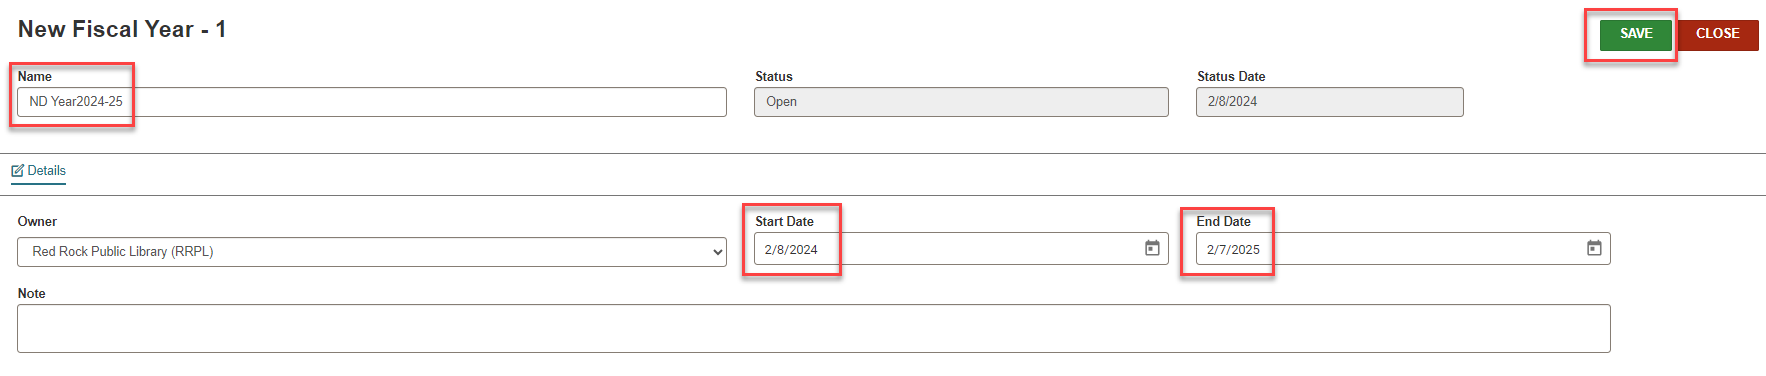 New Fiscal Year - 1
SAVE CLOSE
Name Status Status Date
ND Year2024-25 Open 2/8/2024
Details
Owner Start Date End Date
Red Rock Public Library (RRPL) 2/8/2024 2/7/2025
Note